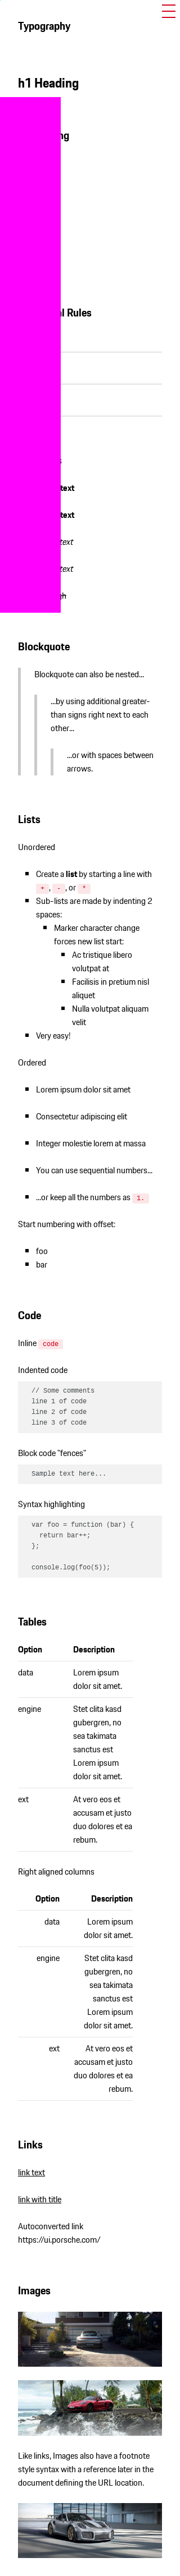 Typography
h1 Heading
ng
al Rules
s
text
text
text
text
gh
Blockquote
Blockquote can also be nested...
...by using additional greater-
than signs right next to each
other...
...or with spaces between
arrows.
Lists
Unordered
Create a list by starting a line with
+, -, or *
Sub-lists are made by indenting 2
spaces:
Marker character change
forces new list start:
Ac tristique libero
volutpat at
Facilisis in pretium nisl
aliquet
Nulla volutpat aliquam
velit
Very easy!
Ordered
Lorem ipsum dolor sit amet
Consectetur adipiscing elit
Integer molestie lorem at massa
You can use sequential numbers...
...or keep all the numbers as 1.
Start numbering with offset:
foo
bar
Code
Inline code
Indented code
// Some comments
line 1 of code
line 2 of code
line 3 of code
Block code "fences"
Sample text here...
Syntax highlighting
var foo = function (bar) {
return bar++;
};
console.log(foo(5));
Tables
Option Description
data Lorem ipsum
dolor sit amet.
engine Stet clita kasd
gubergren, no
sea takimata
sanctus est
Lorem ipsum
dolor sit amet.
ext At vero eos et
accusam et justo
duo dolores et ea
rebum.
Right aligned columns
Option Description
data Lorem ipsum
dolor sit amet.
engine Stet clita kasd
gubergren, no
sea takimata
sanctus est
Lorem ipsum
dolor sit amet.
ext At vero eos et
accusam et justo
duo dolores et ea
rebum.
Links
link text
link with title
Autoconverted link
https://ui.porsche.com/
Images
Like links, Images also have a footnote
style syntax with a reference later in the
document defining the URL location.